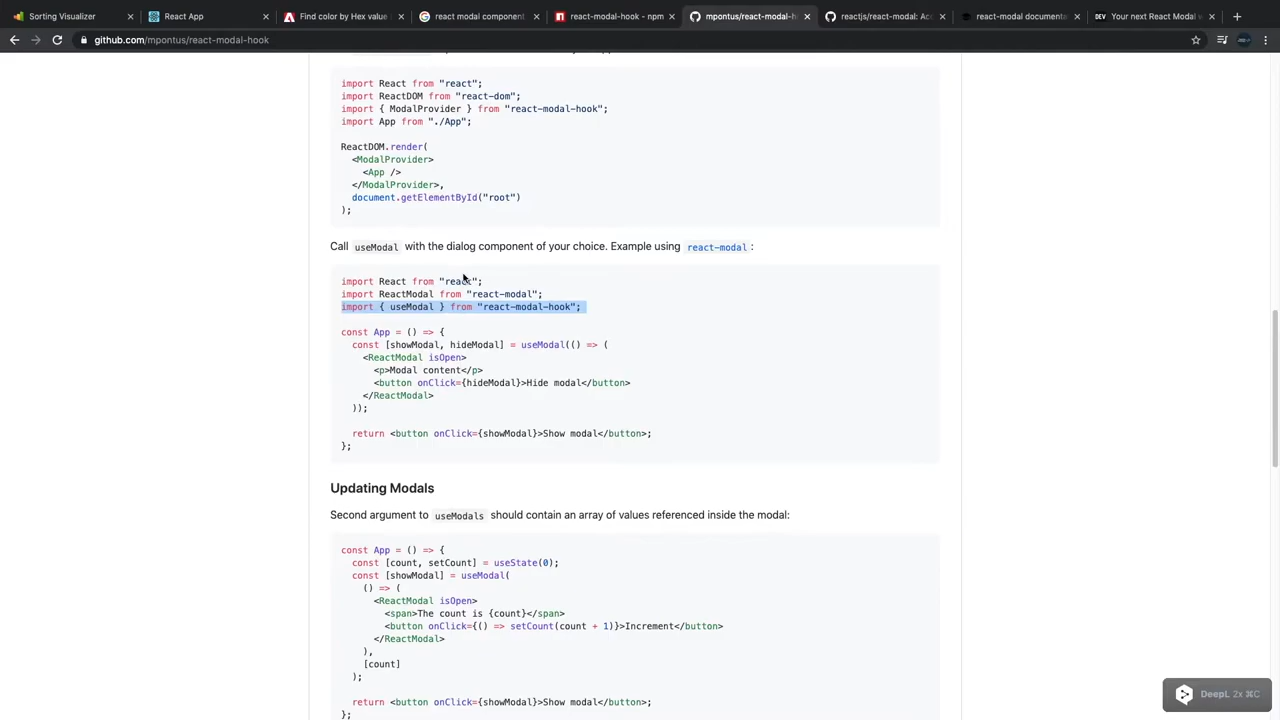 Sorting Visualizer
React App
Find color by Hex value
react modal component
react-modal-hook - npm
mpontus/react-modal-h
reactjs/react-modal: Acc
react-modal documenta
DEV
Your next React Modal w
github.com/mpontus/react-modal-hook
import React from "react";
import ReactDOM from "react-dom";
import { ModalProvider } from "react-modal-hook";
import App from "./App";
ReactDOM.render(
<ModalProvider>
<App />
</ModalProvider>,
document.getElementById("root")
);
Call useModal with the dialog component of your choice. Example using react-modal :
import React from "react";
import ReactModal from "react-modal";
import { useModal } from "react-modal-hook";
const App = () => {
const [showModal, hideModal] = useModal(() => (
<ReactModal isOpen>
<p>Modal content</p>
<button onClick={hideModal}>Hide modal</button>
</ReactModal>
));
return <button onClick={showModal}>Show modal</button>;
};
Updating Modals
Second argument to useModals should contain an array of values referenced inside the modal:
const App = () => {
const [count, setCount] = useState(0);
const [showModal] = useModal(
() => (
<ReactModal isOpen>
<span>The count is {count}</span>
<button onClick={() => setCount(count + 1)}>Increment</button>
</ReactModal>
),
[count]
);
return <button onClick={showModal}>Show modal</button>;
};
DeepL 2x ⌘C